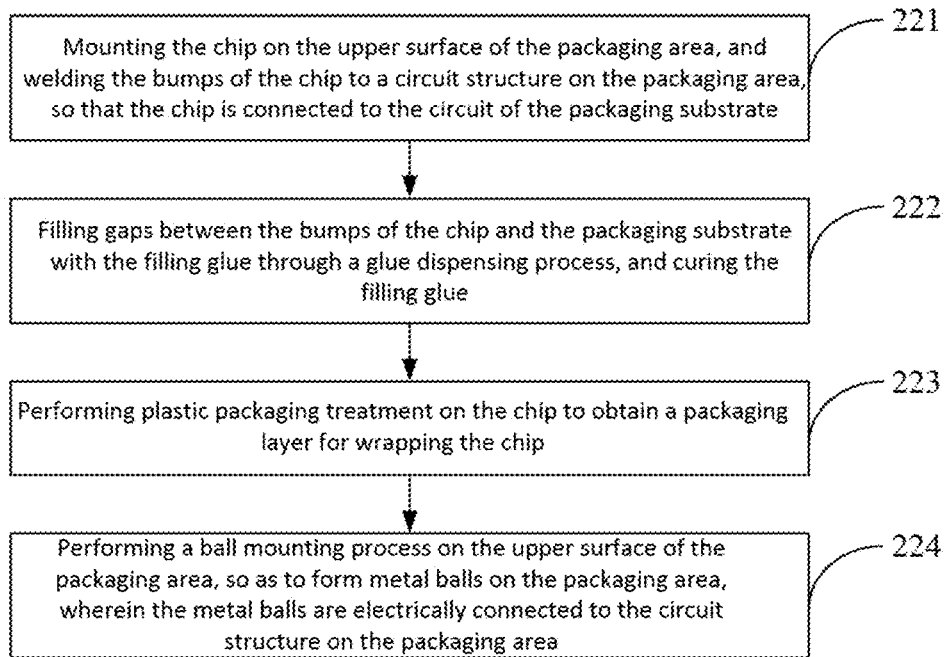 221
Mounting the chip on the upper surface of the packaging area, and
welding the bumps of the chip to a circuit structure on the packaging area,
so that the chip is connected to the circuit of the packaging substrate
222
Filling gaps between the bumps of the chip and the packaging substrate
with the filling glue through a glue dispensing process, and curing the
filling glue
223
Performing plastic packaging treatment on the chip to obtain a packaging
layer for wrapping the chip
224
Performing a ball mounting process on the upper surface of the
packaging area, so as to form metal balls on the packaging area,
wherein the metal balls are electrically connected to the circuit
structure on the packaging area